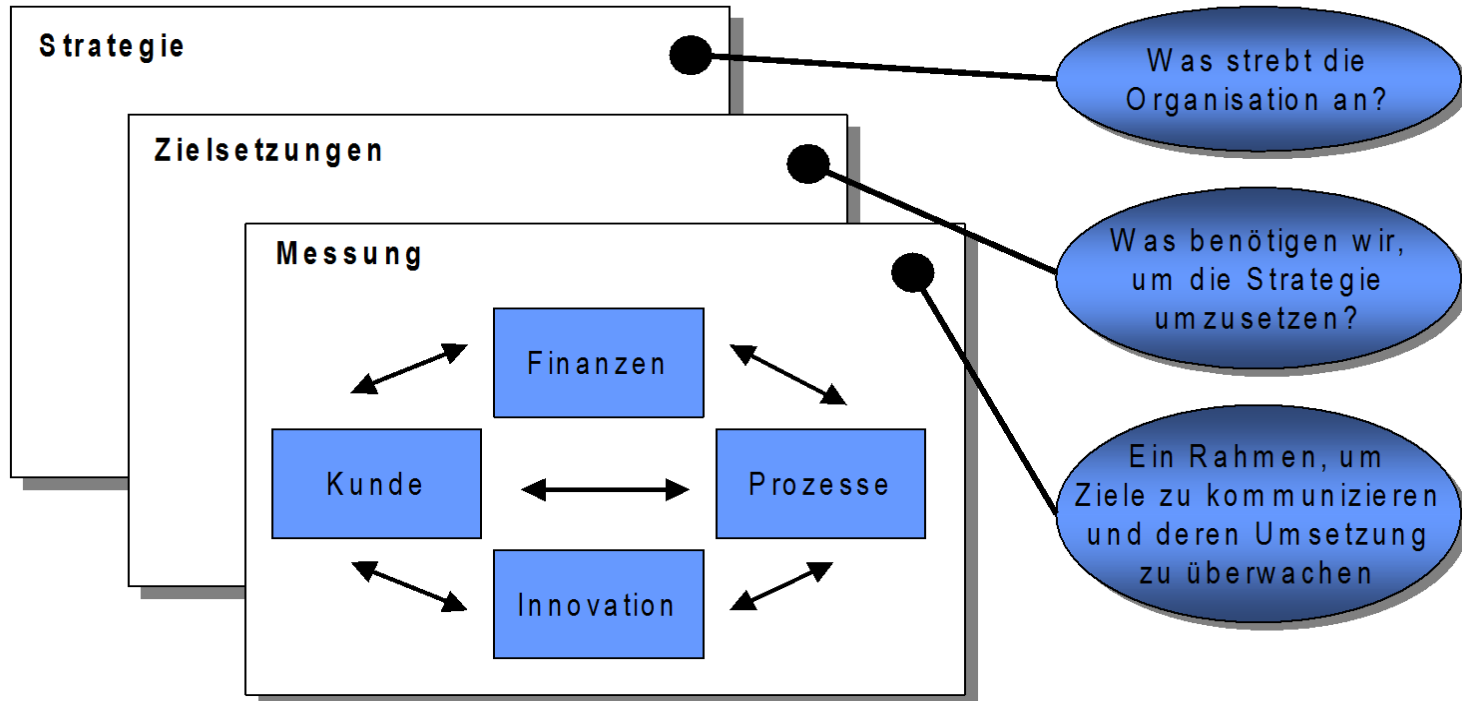 Strategie
Was strebt die
Organisation an?
Zielsetzungen
Was benötigen wir,
um die Strategie
umzusetzen?
Messung
Finanzen
Kunde
Prozesse
Innovation
Ein Rahmen, um
Ziele zu kommunizieren
und deren Umsetzung
zu überwachen